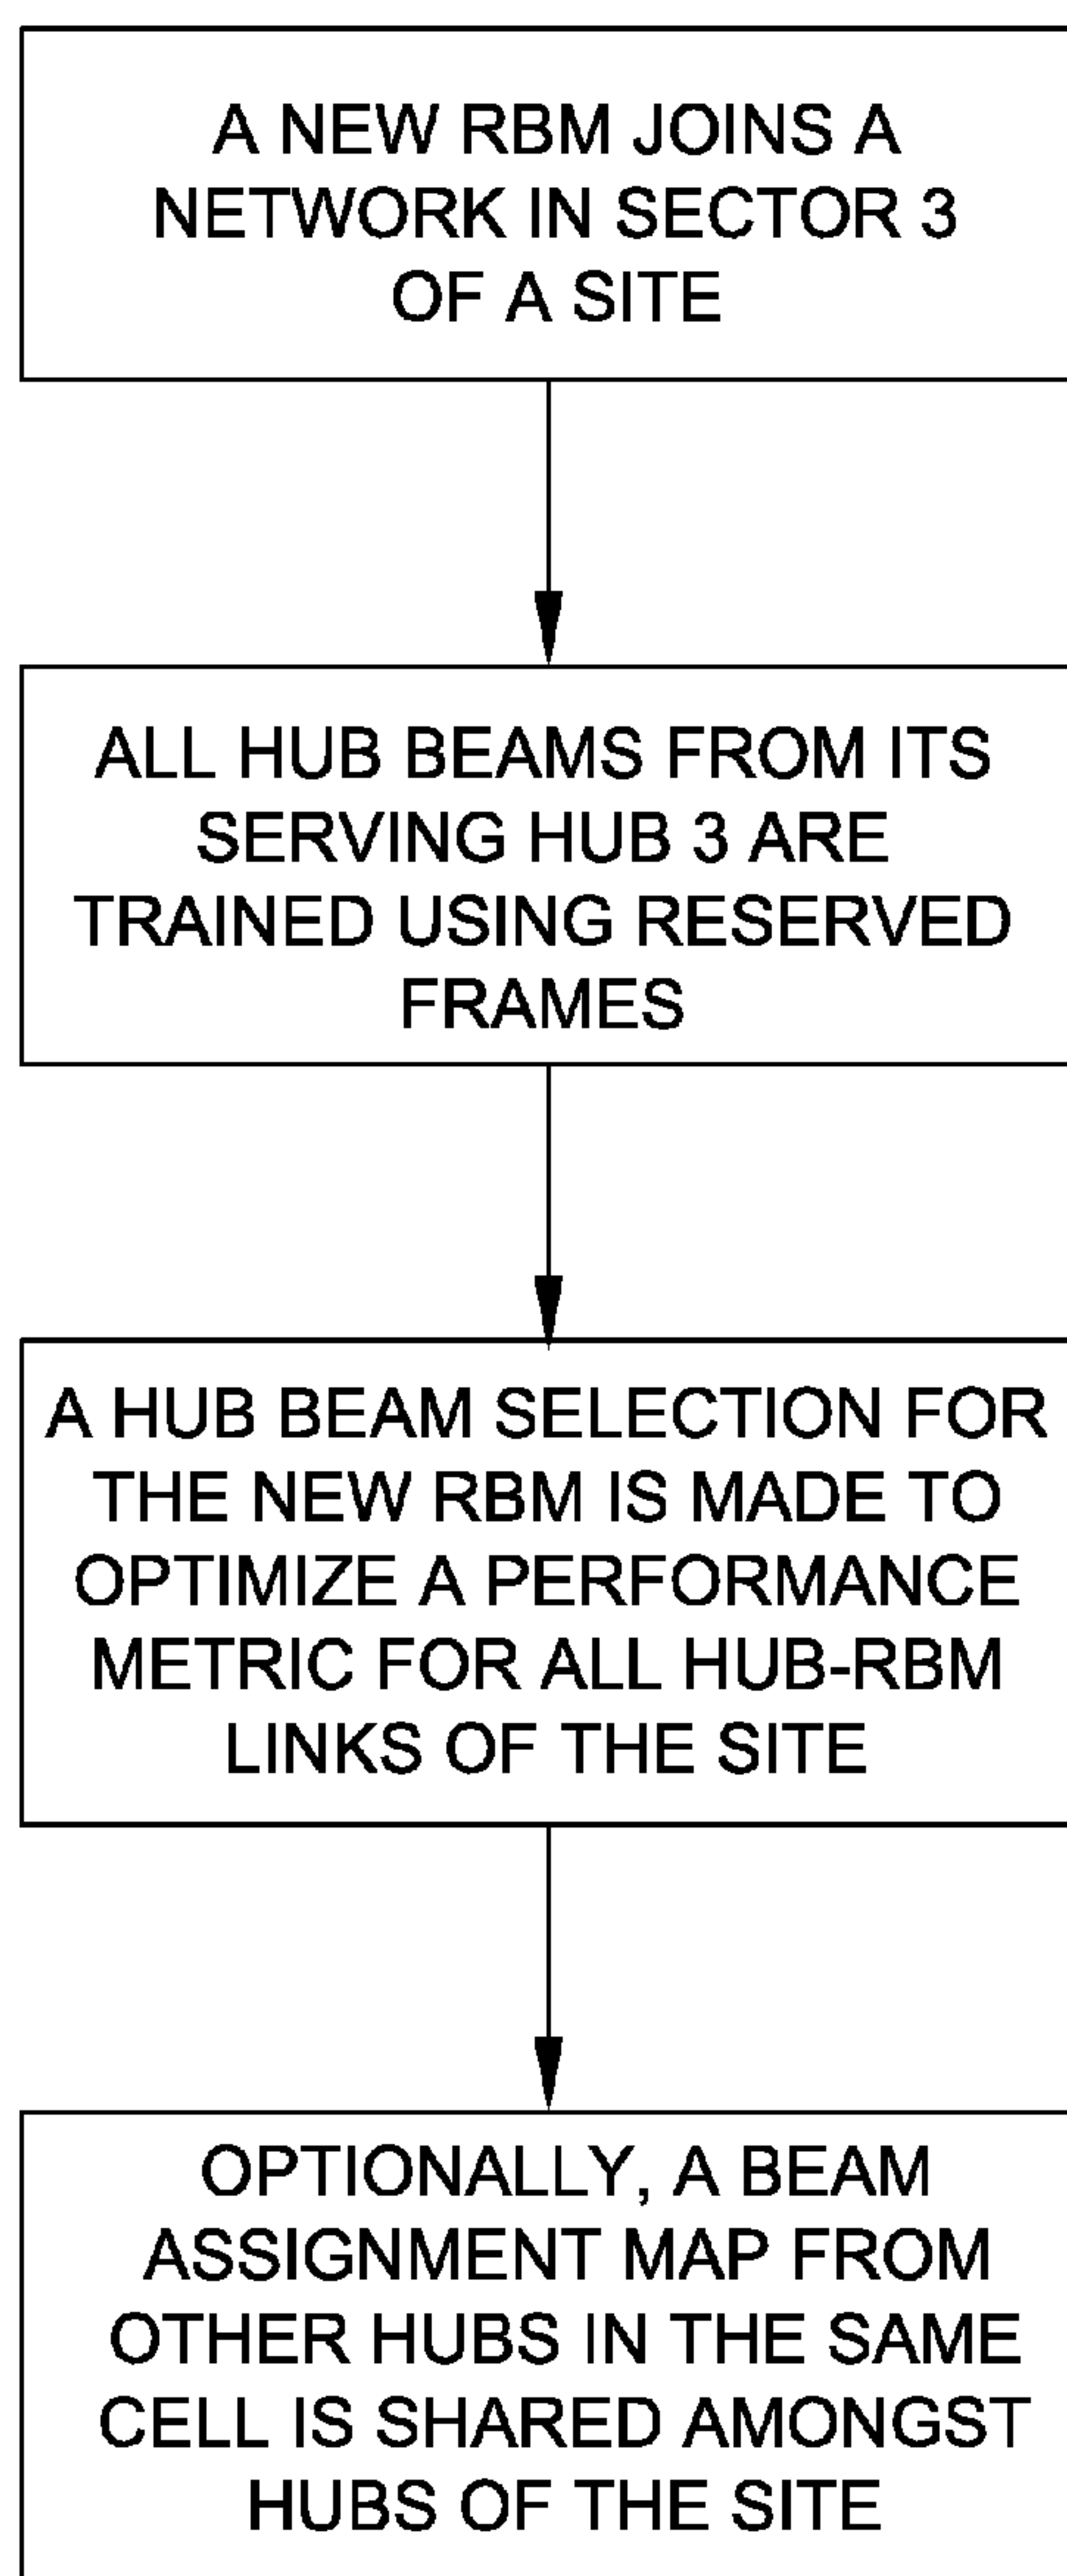 A NEW RBM JOINS A
NETWORK IN SECTOR 3
OF A SITE
ALL HUB BEAMS FROM ITS
SERVING HUB 3 ARE
TRAINED USING RESERVED
FRAMES
A HUB BEAM SELECTION FOR
THE NEW RBM IS MADE TO
OPTIMIZE A PERFORMANCE
METRIC FOR ALL HUB-RBM
LINKS OF THE SITE
OPTIONALLY, A BEAM
ASSIGNMENT MAP FROM
OTHER HUBS IN THE SAME
CELL IS SHARED AMONGST
HUBS OF THE SITE